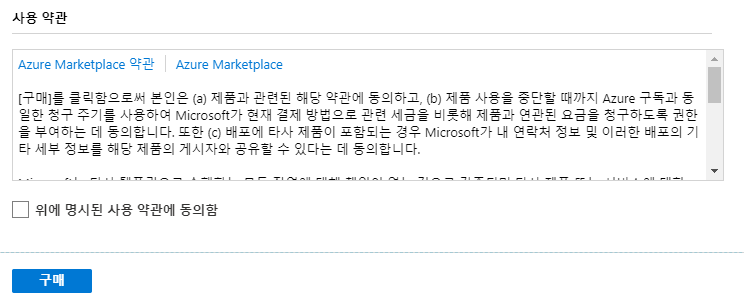 사용 약관
Azure Marketplace 약관 Azure Marketplace
[구매]를 클릭함으로써 본인은 (a) 제품과 관련된 해당 약관에 동의하고, (b) 제품 사용을 중단할 때까지 Azure 구독과 동
일한 청구 주기를 사용하여 Microsoft가 현재 결제 방법으로 관련 세금을 비롯해 제품과 연관된 요금을 청구하도록 권한
을 부여하는 데 동의합니다. 또한 (c) 배포에 타사 제품이 포함되는 경우 Microsoft가 내 연락처 정보 및 이러한 배포의 기
타 세부 정보를 해당 제품의 게시자와 공유할 수 있다는 데 동의합니다.
위에 명시된 사용 약관에 동의함
구매